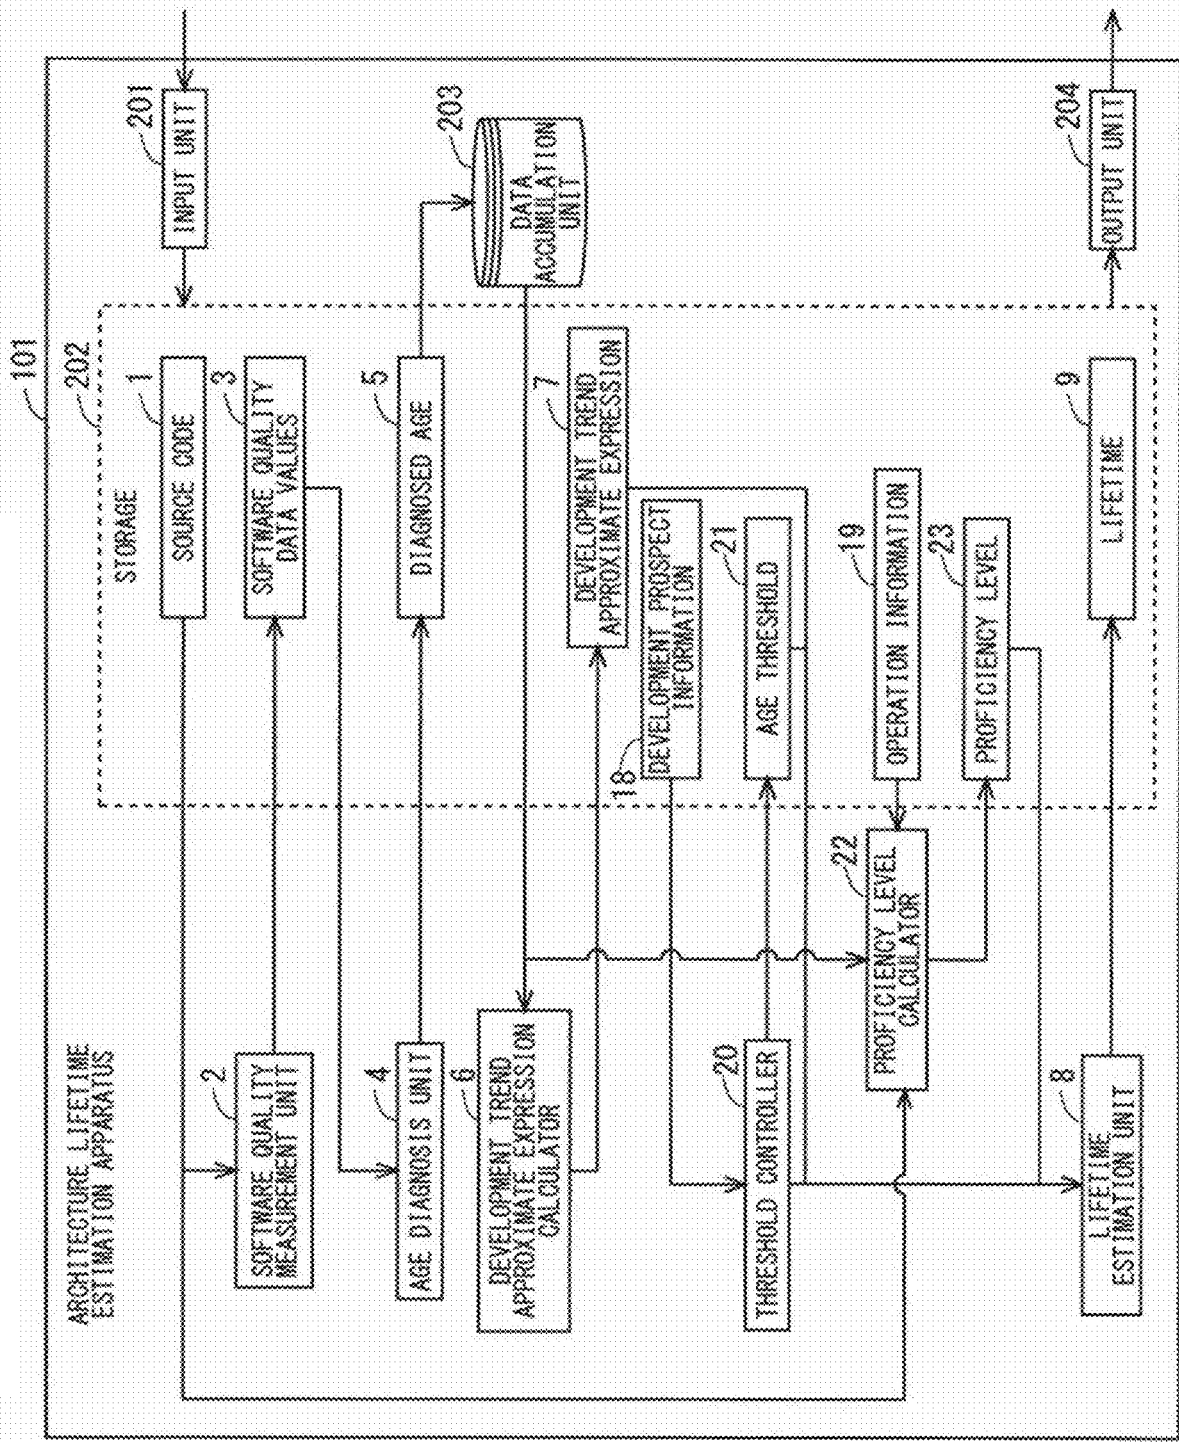 ARCHITECTURE LIFETIME
ESTIMATION APPARATUS
101
202
STORAGE
201
INPUT UNIT
1
SOURCE CODE
2
SOFTWARE QUALITY
MEASUREMENT UNIT
3
SOFTWARE QUALITY
DATA VALUES
4
AGE DIAGNOSIS UNIT
5
DIAGNOSED AGE
203
DATA
ACCUMULATION
UNIT
6
DEVELOPMENT TREND
APPROXIMATE EXPRESSION
CALCULATOR
7
DEVELOPMENT TREND
APPROXIMATE EXPRESSION
18
DEVELOPMENT PROSPECT
INFORMATION
20
THRESHOLD CONTROLLER
21
AGE THRESHOLD
22
PROFICIENCY LEVEL
CALCULATOR
19
OPERATION INFORMATION
23
PROFICIENCY LEVEL
8
LIFETIME
ESTIMATION UNIT
9
LIFETIME
204
OUTPUT UNIT